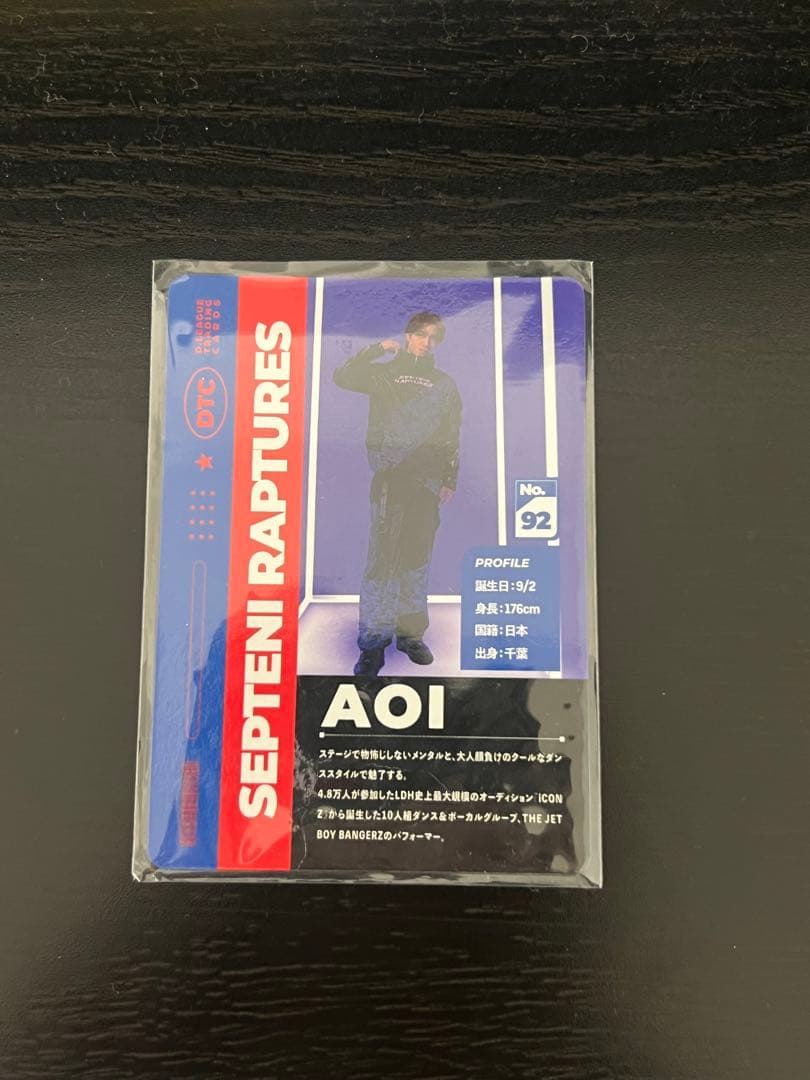 D.LEAGUE
TRADING
CARDS
DTC
SEPTENI RAPTURES
SEPTENI
RAPTURES
No.
92
PROFILE
誕生日:9/2
身長:176cm
国籍:日本
出身:千葉
AOI
ステージで物怖じしないメンタルと、大人顔負けのクールなダン
ススタイルで魅了する。
4.8万人が参加したLDH史上最大規模のオーディション『iCON
Z』から誕生した10人組ダンス&ボーカルグループ、THE JET
BOY BANGERZのパフォーマー。